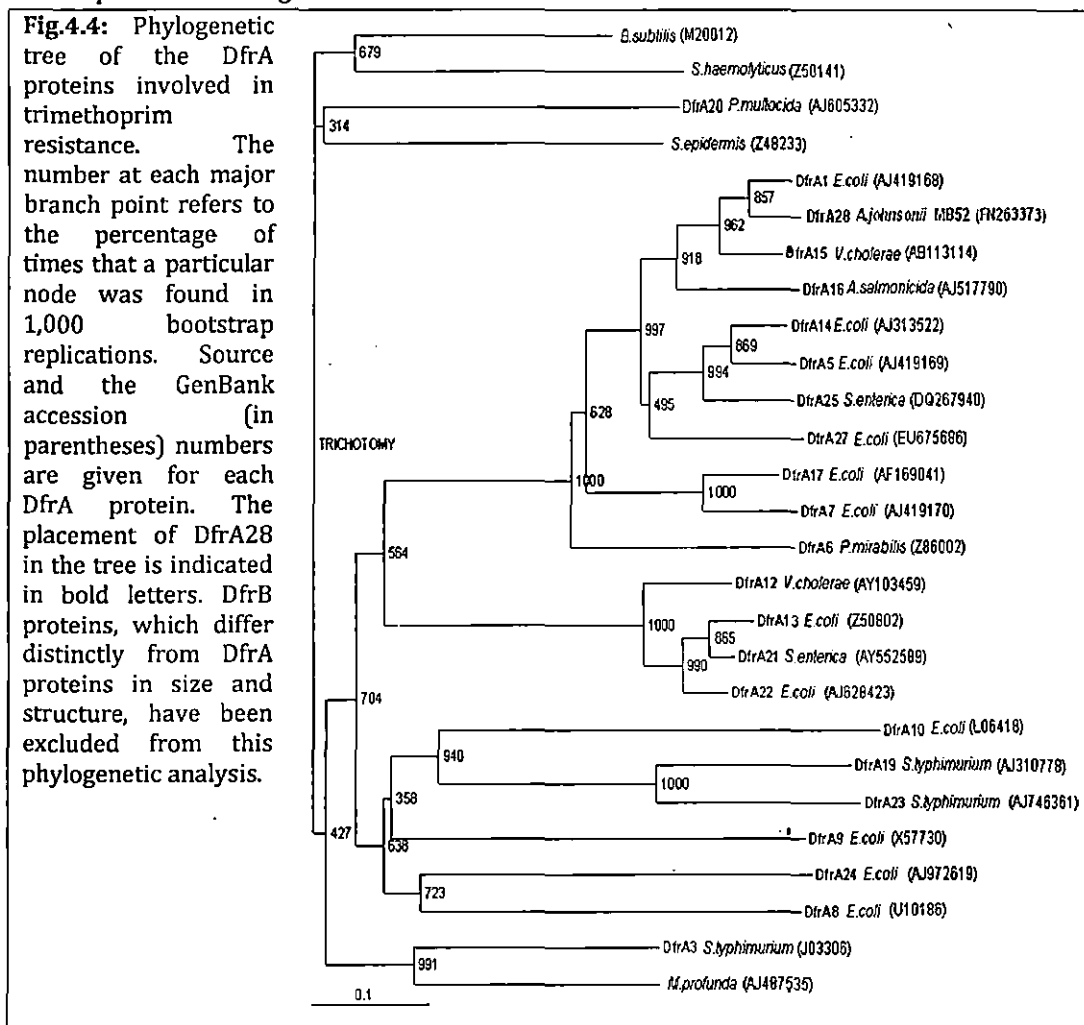 Fig.4.4: Phylogenetic
tree of the DfrA
proteins involved in
trimethoprim
resistance. The
number at each major
branch point refers to
the percentage of
times that a particular
node was found in
1,000 bootstrap
replications. Source
and the GenBank
accession (in
parentheses) numbers
are given for each
DfrA protein. The
placement of DfrA28
in the tree is indicated
in bold letters. DfrB
proteins, which differ
distinctly from DfrA
proteins in size and
structure, have been
excluded from this
phylogenetic analysis.
B.subtilis (M20012)
679
S.haemolyticus (Z50141)
DfrA20 P.multocida (AJ605332)
314
S.epidermis (Z48233)
DfrA1 E.coli (AJ419168)
857
DfrA28 A.johnsonii MB52 (FN263373)
962
DfrA15 V.cholerae (AB113114)
918
DfrA16 A.salmonicida (AJ517790)
997
DfrA14 E.coli (AJ313522)
869
DfrA5 E.coli (AJ419169)
994
DfrA25 S.enterica (DQ267940)
495
628
DfrA27 E.coli (EU675686)
TRICHOTOMY
DfrA17 E.coli (AF169041)
1000
1000
DfrA7 E.coli (AJ419170)
DfrA6 P.mirabilis (Z86002)
564
DfrA12 V.cholerae (AY103459)
1000
DfrA13 E.coli (Z50802)
865
DfrA21 S.enterica (AY552589)
990
DfrA22 E.coli (AJ628423)
704
DfrA10 E.coli (L06418)
940
DfrA19 S.typhimurium (AJ310778)
1000
DfrA23 S.typhimurium (AJ746361)
358
427
638
DfrA9 E.coli (X57730)
DfrA24 E.coli (AJ972619)
723
DfrA8 E.coli (U10186)
DfrA3 S.typhimurium (J03306)
991
M.profunda (AJ487535)
0.1